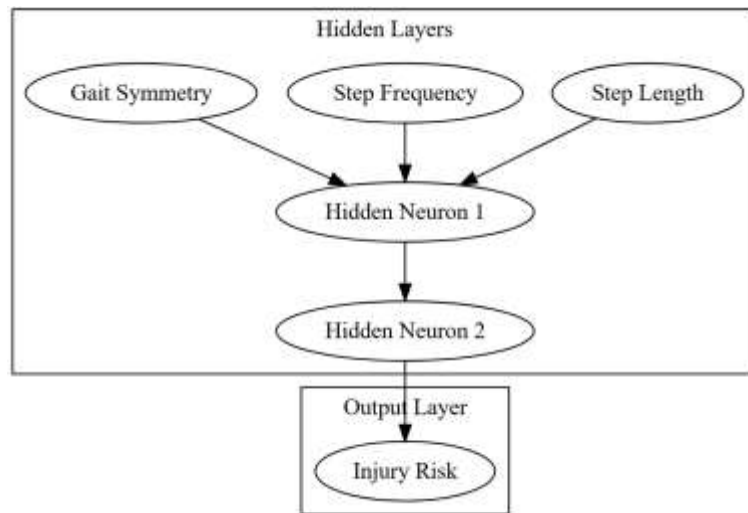 Hidden Layers
Gait Symmetry
Step Frequency
Step Length
Hidden Neuron 1
Hidden Neuron 2
Output Layer
Injury Risk